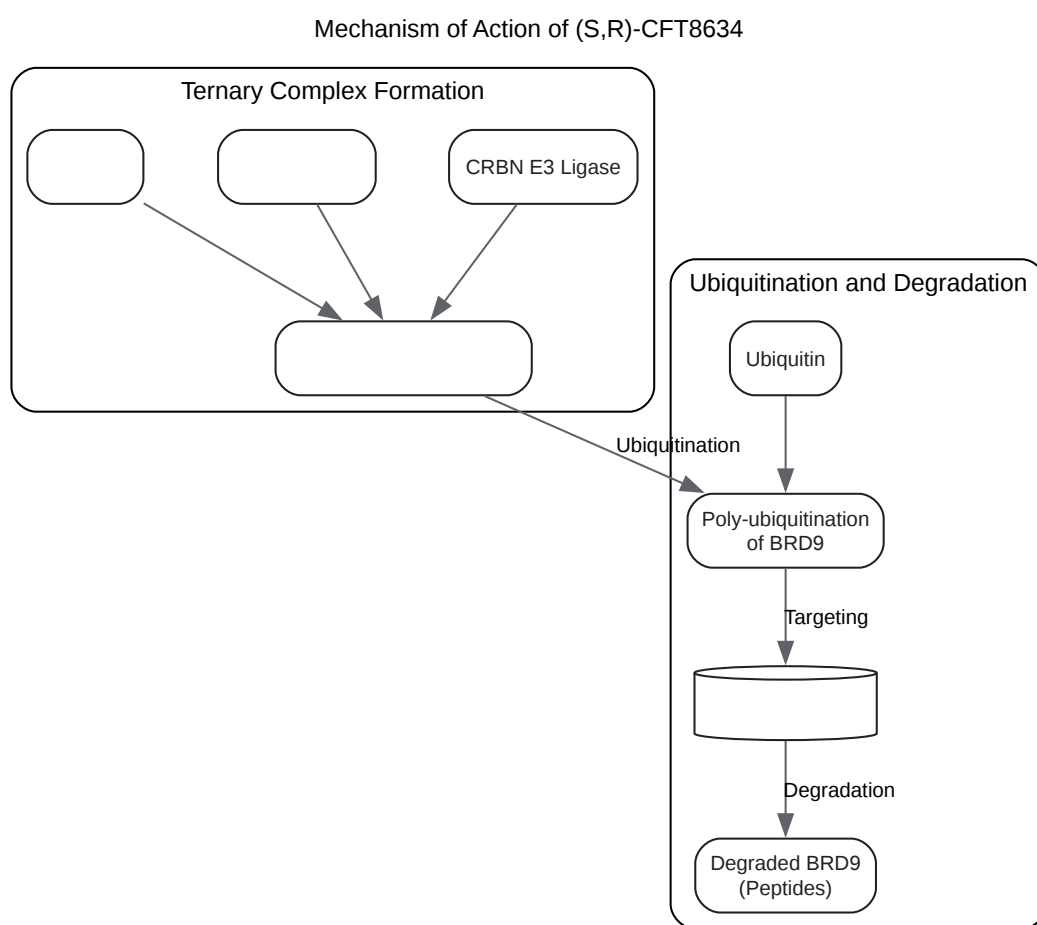 Mechanism of Action of (S,R)-CFT8634
Ternary Complex Formation
CRBN E3 Ligase
Ubiquitination and Degradation
Ubiquitin
Ubiquitination
Poly-ubiquitination
of BRD9
Targeting
Degradation
Degraded BRD9
(Peptides)